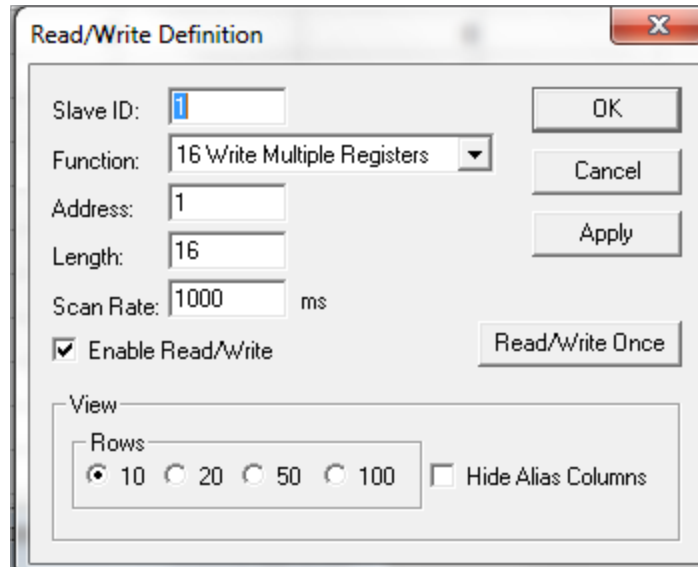 Read/Write Definition
Slave ID: 1
OK
Function: 16 Write Multiple Registers
Cancel
Address: 1
Apply
Length: 16
Scan Rate: 1000 ms
Enable Read/Write
Read/Write Once
View
Rows
10 20 50 100
Hide Alias Columns